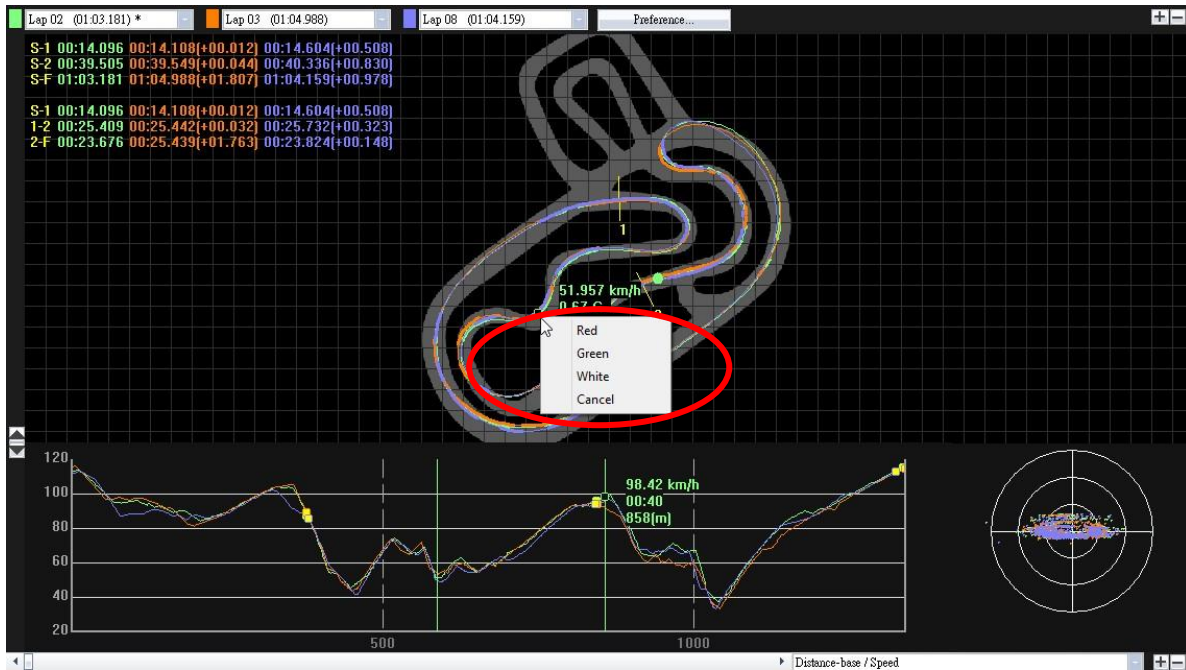 Lap 02 (01:03.181) * Lap 03 (01:04.988) Lap 08 (01:04.159) Preference...
S-1 00:14.096 00:14.108(+00.012) 00:14.604(+00.508)
S-2 00:39.505 00:39.549(+00.044) 00:40.336(+00.830)
S-F 01:03.181 01:04.988(+01.807) 01:04.159(+00.978)
S-1 00:14.096 00:14.108(+00.012) 00:14.604(+00.508)
1-2 00:25.409 00:25.442(+00.032) 00:25.732(+00.323)
2-F 00:23.676 00:25.439(+01.763) 00:23.824(+00.148)
1
51.957 km/h
0.67 G
Red
Green
White
Cancel
120
100
80
60
40
20
98.42 km/h
00:40
858(m)
500 1000
Distance-base / Speed